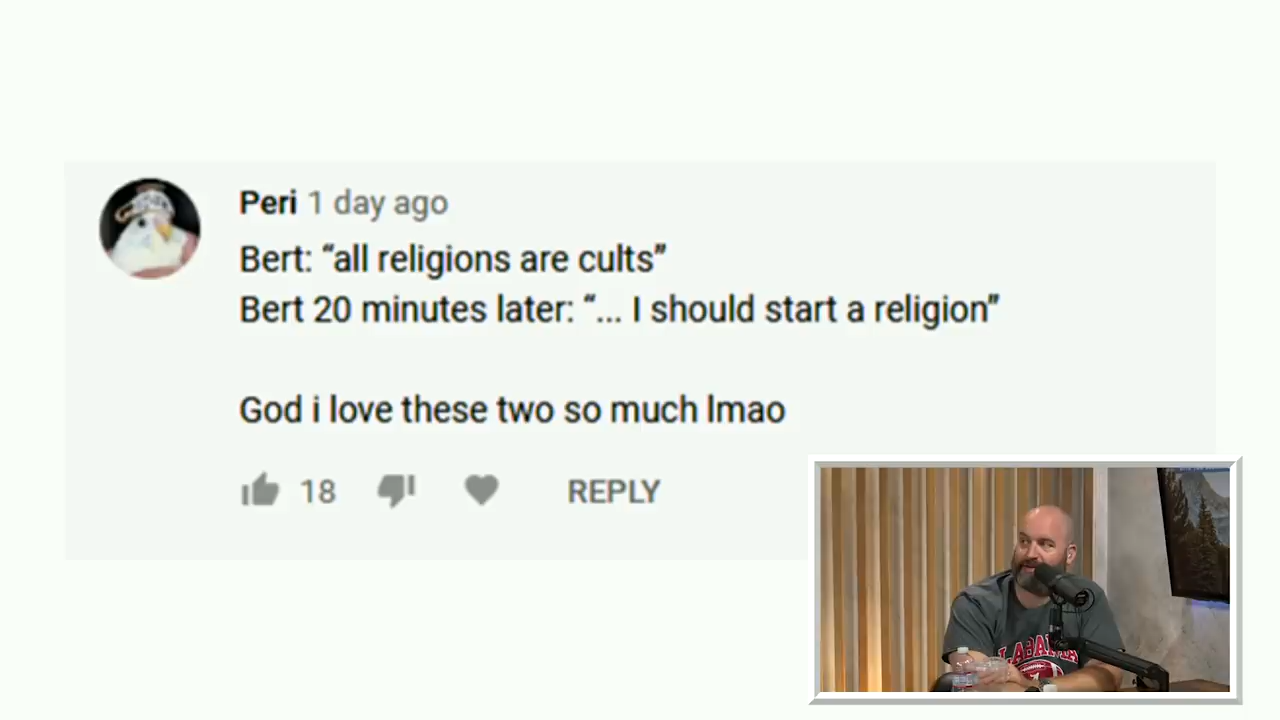 Peri 1 day ago
Bert: “all religions are cults”
Bert 20 minutes later: “... I should start a religion”
God i love these two so much lmao
18 REPLY